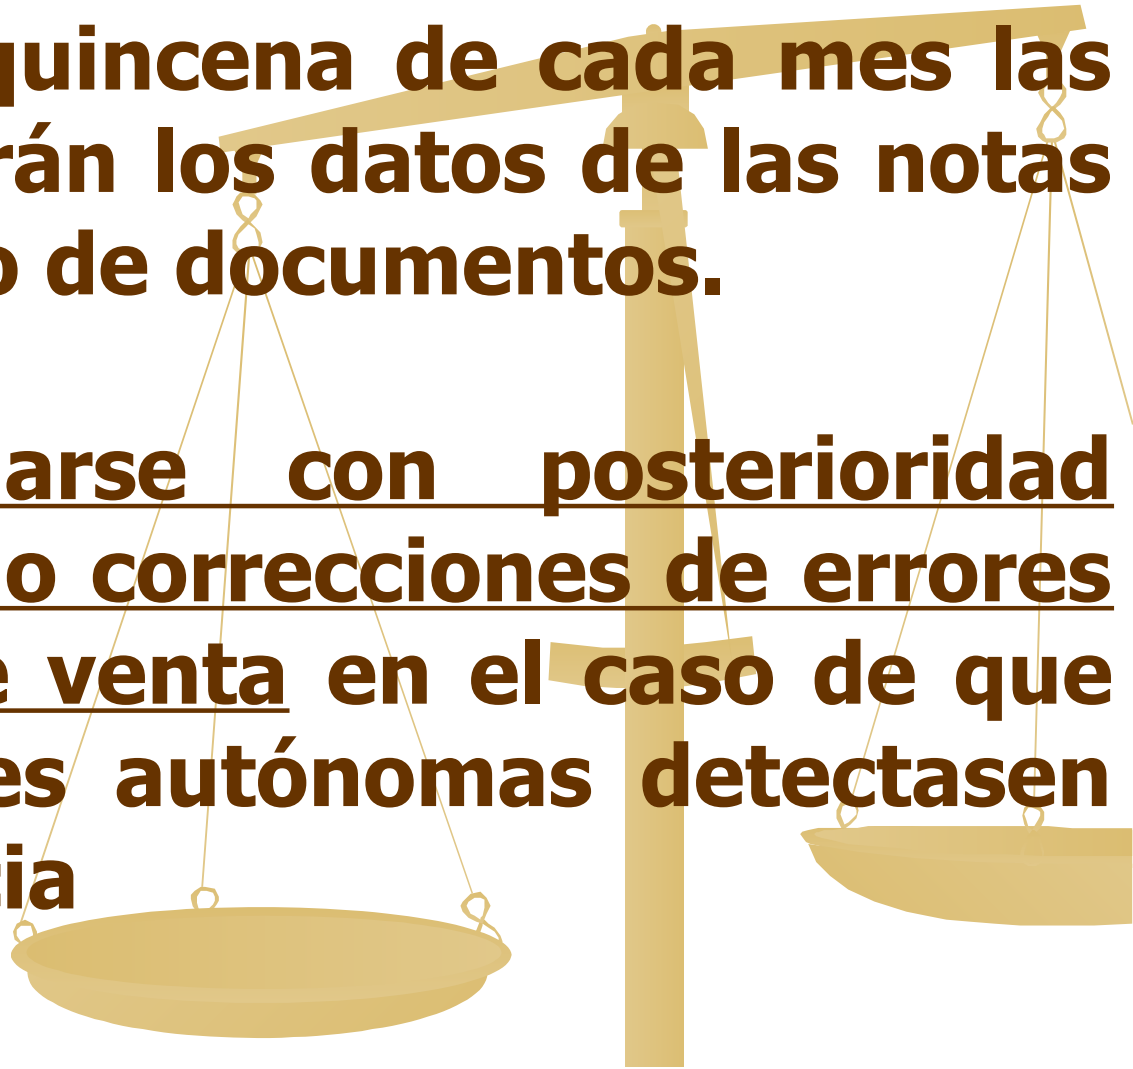 quincena de cada mes las
rán los datos de las notas
o de documentos.
arse con posterioridad
o correcciones de errores
e venta en el caso de que
es autónomas detectasen
cia